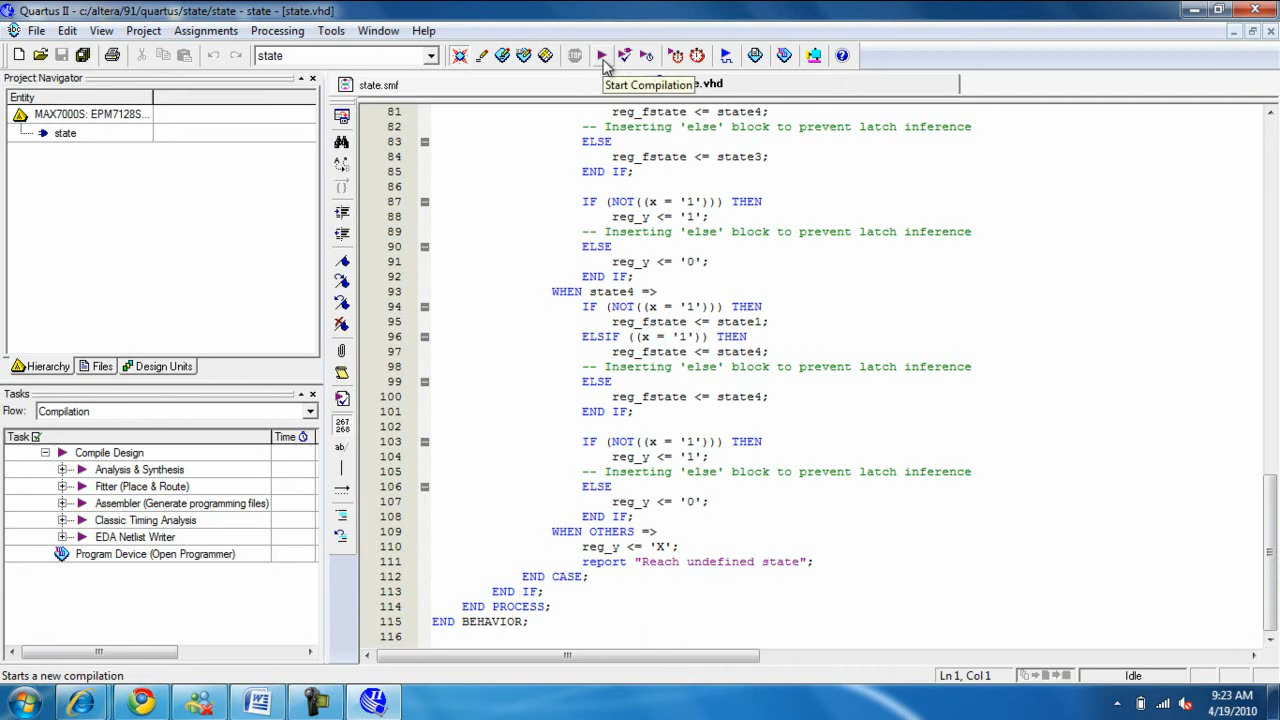 Quartus II - c:/altera/91/quartus/state/state - state - [state.vhd]
File Edit View Project Assignments Processing Tools Window Help
state
STOP
Project Navigator
state.smf
e.vhd
Start Compilation
Entity
MAX7000S: EPM7128S...
state
Hierarchy Files Design Units
Tasks
Flow: Compilation
Task Time
Compile Design
Analysis & Synthesis
Fitter (Place & Route)
Assembler (Generate programming files)
Classic Timing Analysis
EDA Netlist Writer
Program Device (Open Programmer)
267
268
ab/
81 reg_fstate <= state4;
82 -- Inserting 'else' block to prevent latch inference
83 ELSE
84 reg_fstate <= state3;
85 END IF;
86
87 IF (NOT((x = '1'))) THEN
88 reg_y <= '1';
89 -- Inserting 'else' block to prevent latch inference
90 ELSE
91 reg_y <= '0';
92 END IF;
93 WHEN state4 =>
94 IF (NOT((x = '1'))) THEN
95 reg_fstate <= state1;
96 ELSIF ((x = '1')) THEN
97 reg_fstate <= state4;
98 -- Inserting 'else' block to prevent latch inference
99 ELSE
100 reg_fstate <= state4;
101 END IF;
102
103 IF (NOT((x = '1'))) THEN
104 reg_y <= '1';
105 -- Inserting 'else' block to prevent latch inference
106 ELSE
107 reg_y <= '0';
108 END IF;
109 WHEN OTHERS =>
110 reg_y <= 'X';
111 report "Reach undefined state";
112 END CASE;
113 END IF;
114 END PROCESS;
115 END BEHAVIOR;
116
Starts a new compilation
Ln 1, Col 1
Idle
9:23 AM
4/19/2010